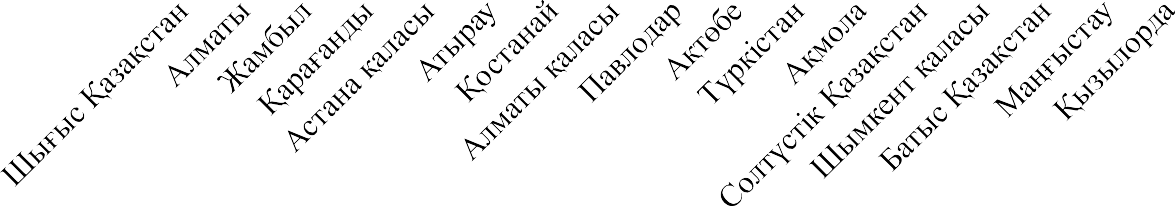 Шығыс Қазақстан
Алматы
Жамбыл
Қарағанды
Астана қаласы
Атырау
Қостанай
Алматы қаласы
Павлодар
Ақтөбе
Түркістан
Ақмола
Солтүстік Қазақстан
Шымкент қаласы
Батыс Қазақстан
Маңғыстау
Қызылорда